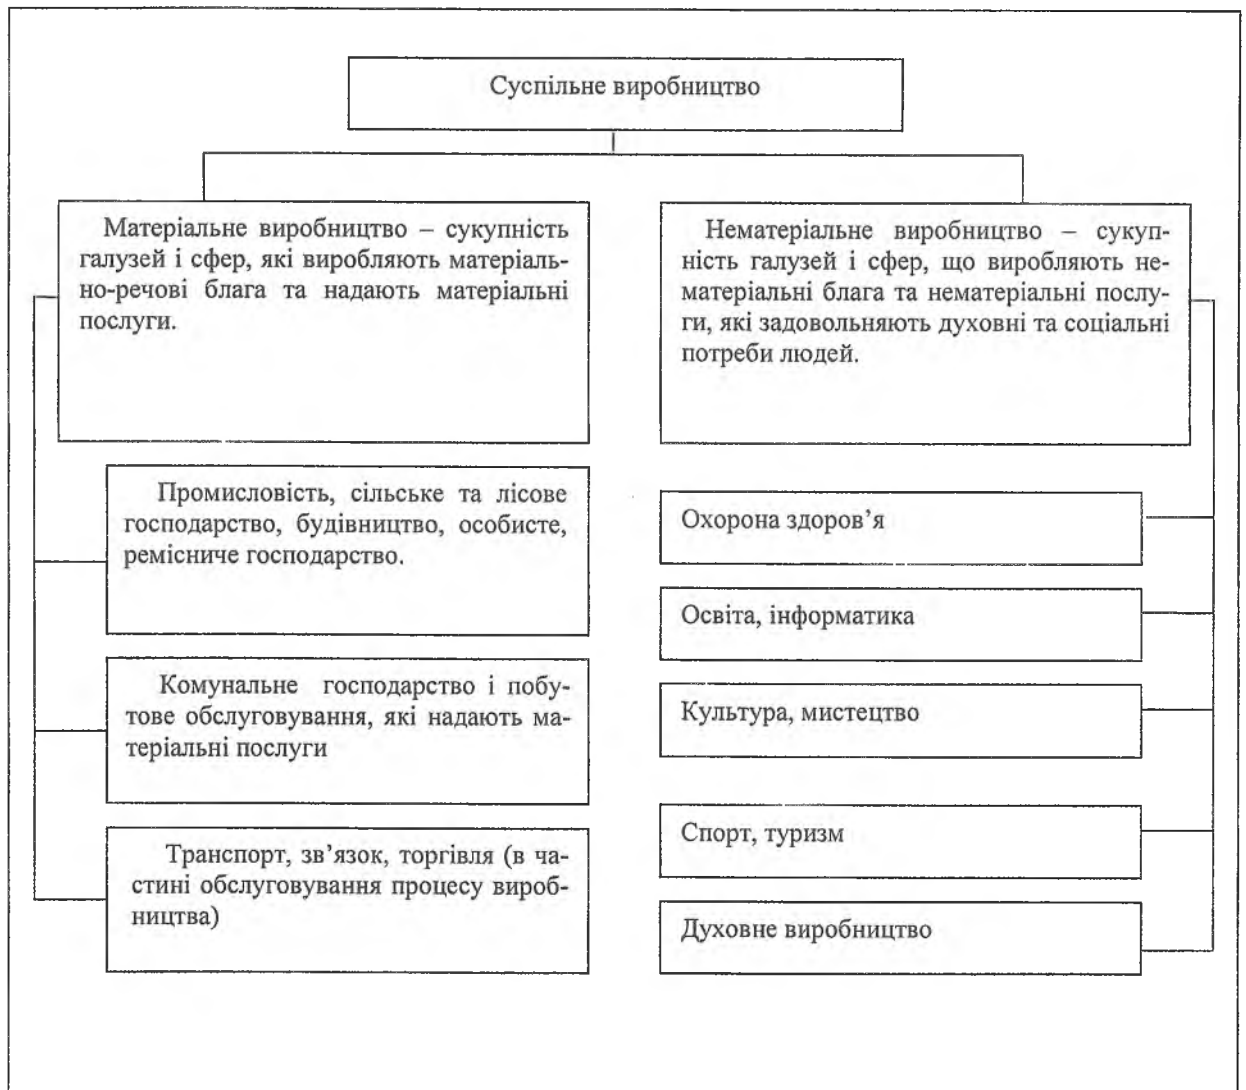 Суспільне виробництво
Матеріальне виробництво – сукупність
галузей і сфер, які виробляють матеріаль-
но-речові блага та надають матеріальні
послуги.
Нематеріальне виробництво – сукуп-
ність галузей і сфер, що виробляють не-
матеріальні блага та нематеріальні послу-
ги, які задовольняють духовні та соціальні
потреби людей.
Промисловість, сільське та лісове
господарство, будівництво, особисте,
ремісниче господарство.
Комунальне господарство і побу-
тове обслуговування, які надають ма-
теріальні послуги
Транспорт, зв’язок, торгівля (в ча-
стині обслуговування процесу вироб-
ництва)
Охорона здоров’я
Освіта, інформатика
Культура, мистецтво
Спорт, туризм
Духовне виробництво